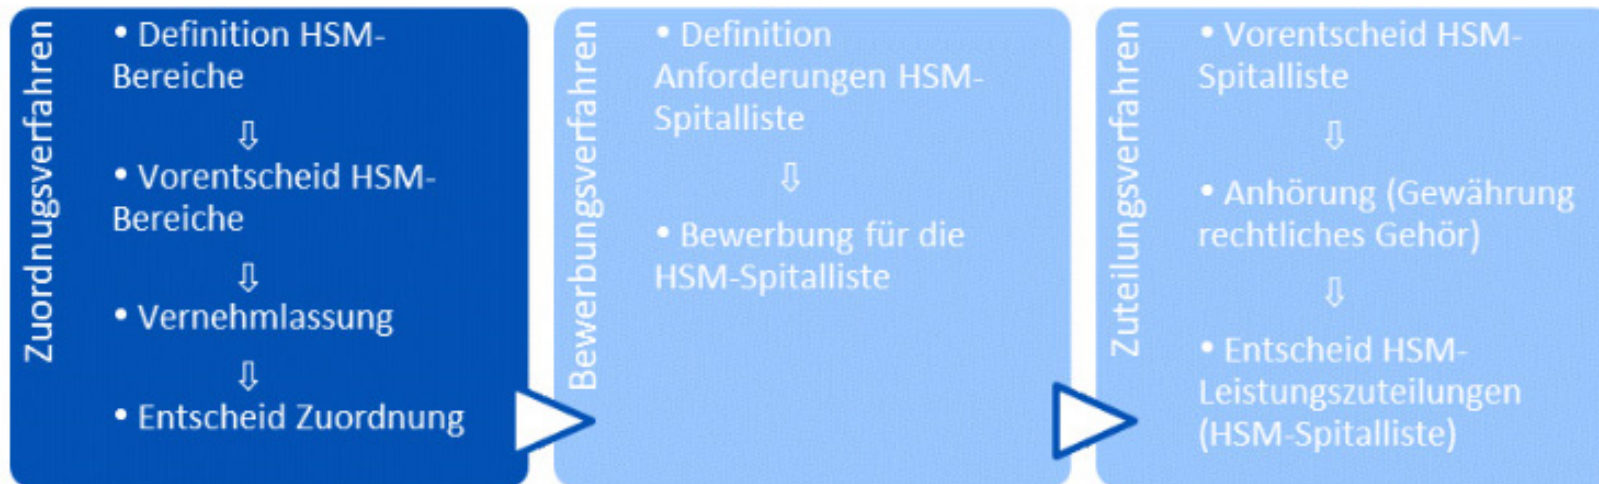 Zuordnugsverfahren
• Definition HSM-
Bereiche
⇩
• Vorentscheid HSM-
Bereiche
⇩
• Vernehmlassung
⇩
• Entscheid Zuordnung
Bewerbungsverfahren
• Definition
Anforderungen HSM-
Spitalliste
⇩
• Bewerbung für die
HSM-Spitalliste
Zuteilungsverfahren
• Vorentscheid HSM-
Spitalliste
⇩
• Anhörung (Gewährung
rechtliches Gehör)
⇩
• Entscheid HSM-
Leistungszuteilungen
(HSM-Spitalliste)